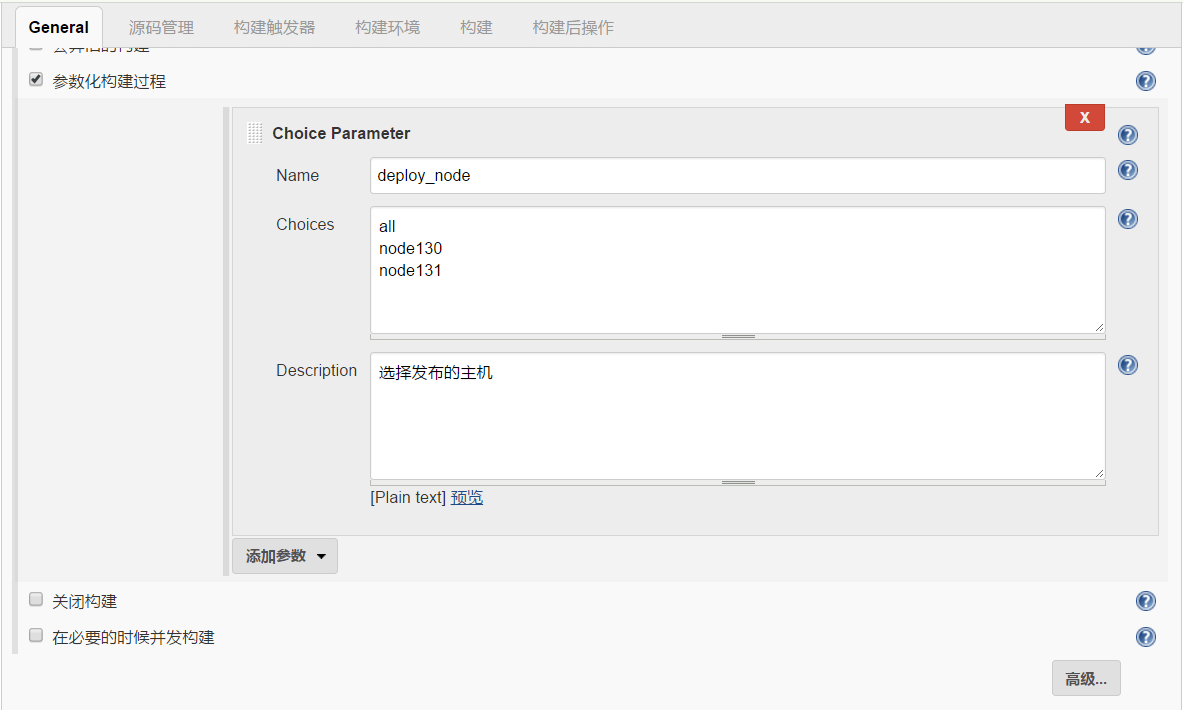 General 源码管理 构建触发器 构建环境 构建 构建后操作
参数化构建过程
X
Choice Parameter
Name deploy_node
Choices all
node130
node131
Description 选择发布的主机
[Plain text] 预览
添加参数
关闭构建
在必要的时候并发构建
高级...